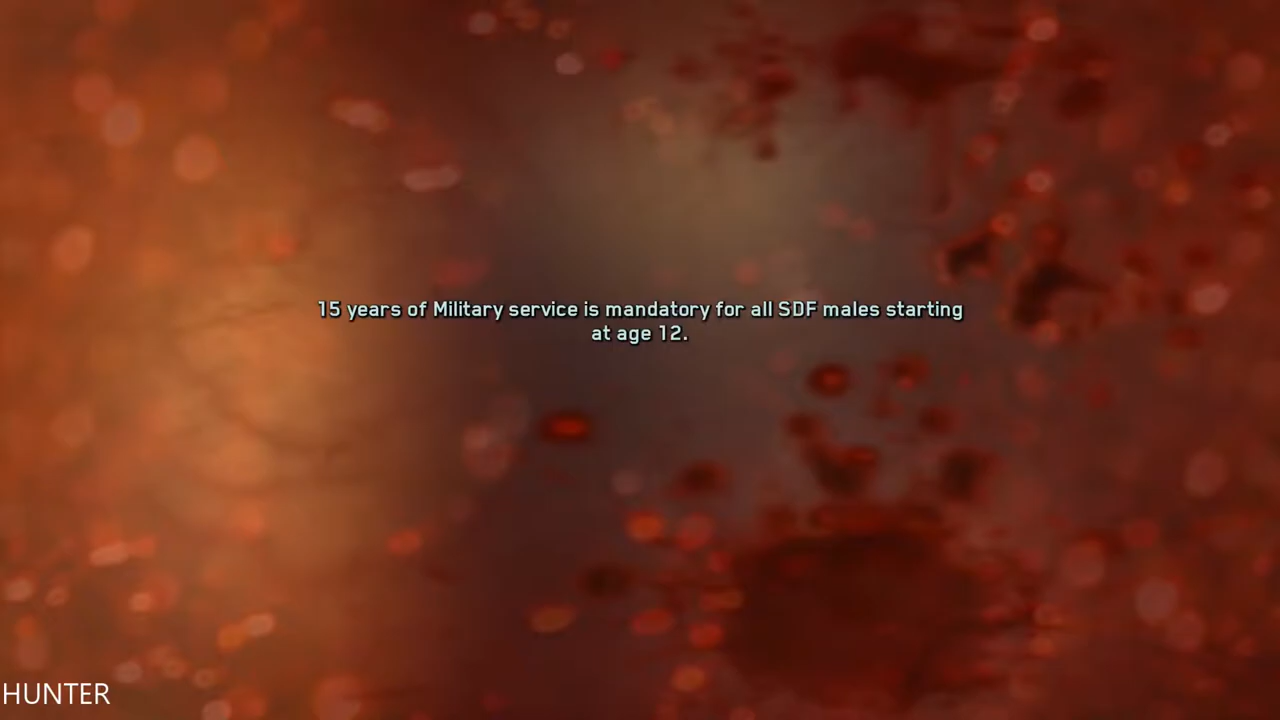 15 years of Military service is mandatory for all SDF males starting
at age 12.
HUNTER